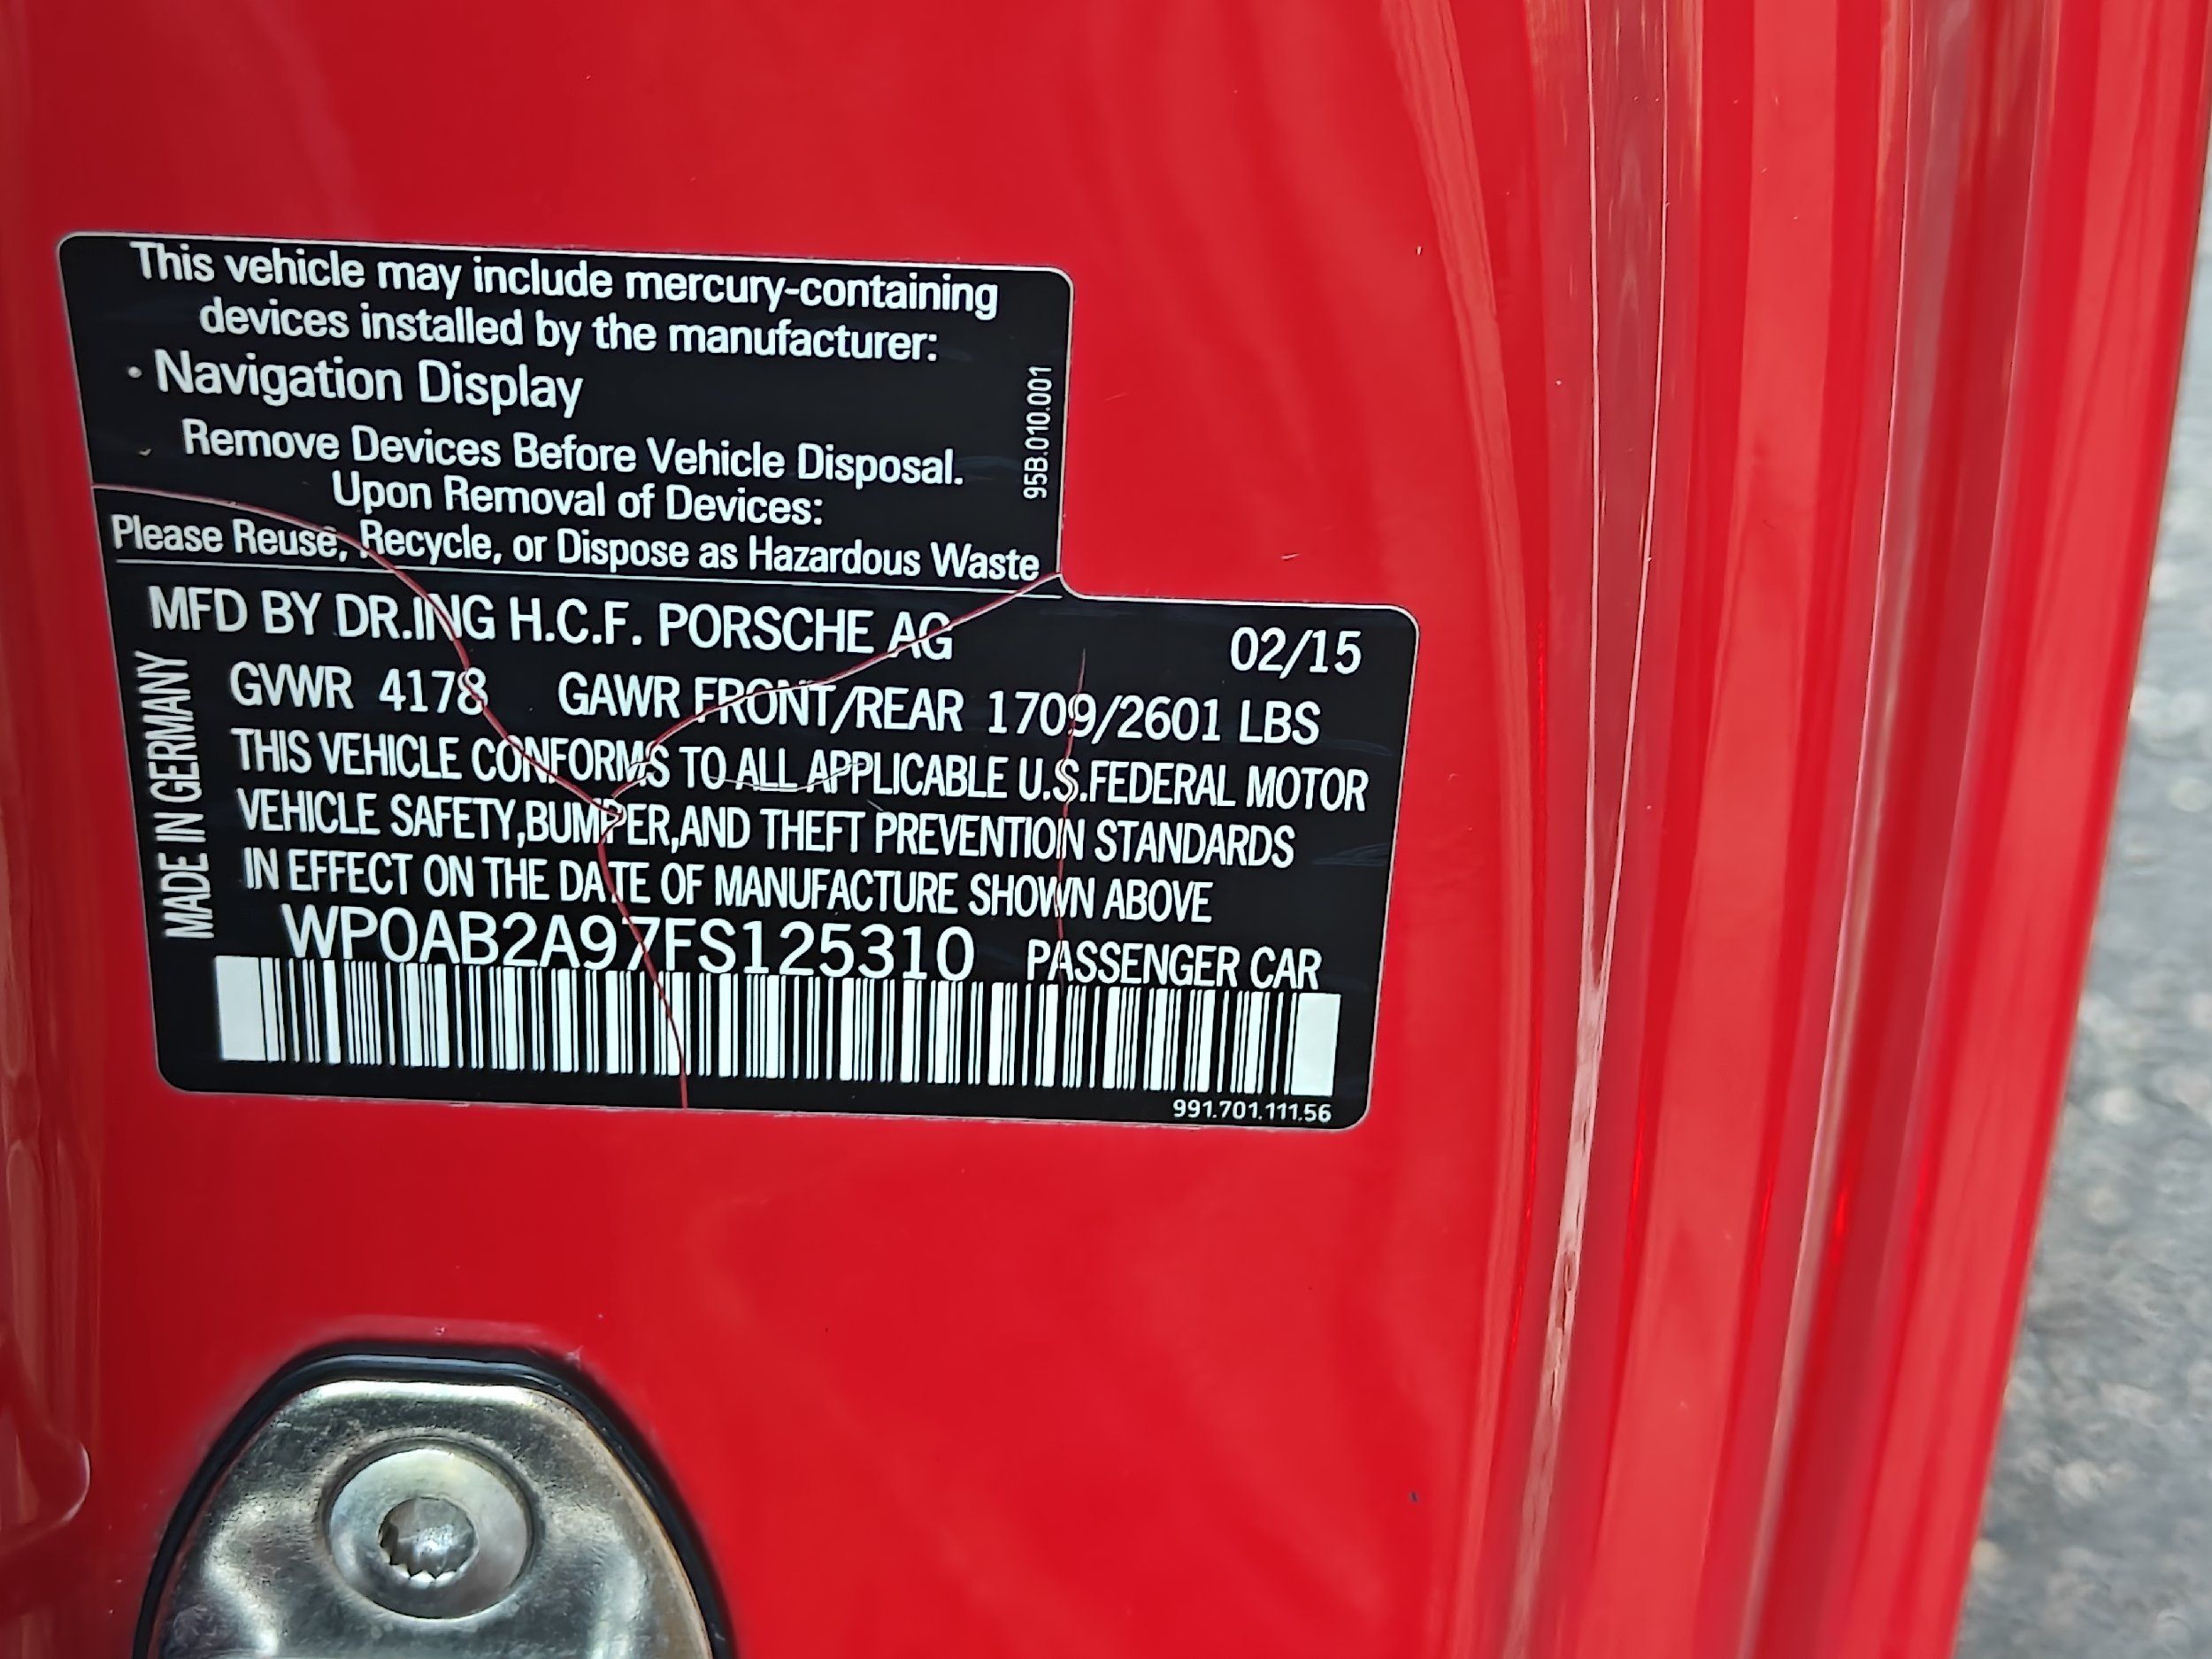 This vehicle may include mercury-containing
devices installed by the manufacturer:
· Navigation Display
Remove Devices Before Vehicle Disposal.
Upon Removal of Devices:
Please Reuse, Recycle, or Dispose as Hazardous Waste
95B.010.001
MFD BY DR.ING H.C.F. PORSCHE AG 02/15
GVWR 4178 GAWR FRONT/REAR 1709/2601 LBS
THIS VEHICLE CONFORMS TO ALL APPLICABLE U.S.FEDERAL MOTOR
VEHICLE SAFETY,BUMPER,AND THEFT PREVENTION STANDARDS
IN EFFECT ON THE DATE OF MANUFACTURE SHOWN ABOVE
MADE IN GERMANY
WP0AB2A97FS125310 PASSENGER CAR
991.701.111.56